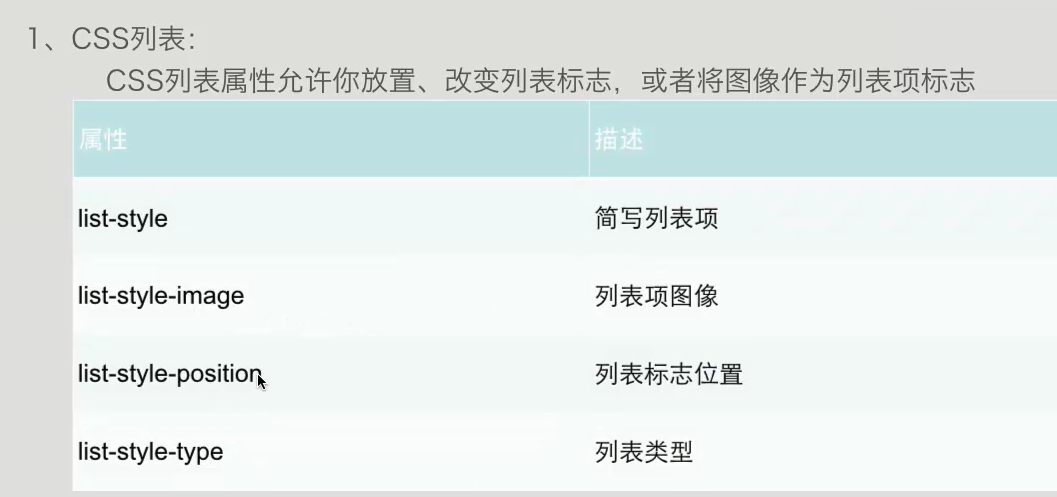 1、CSS列表：
CSS列表属性允许你放置、改变列表标志，或者将图像作为列表项标志
属性 描述
list-style 简写列表项
list-style-image 列表项图像
list-style-position 列表标志位置
list-style-type 列表类型